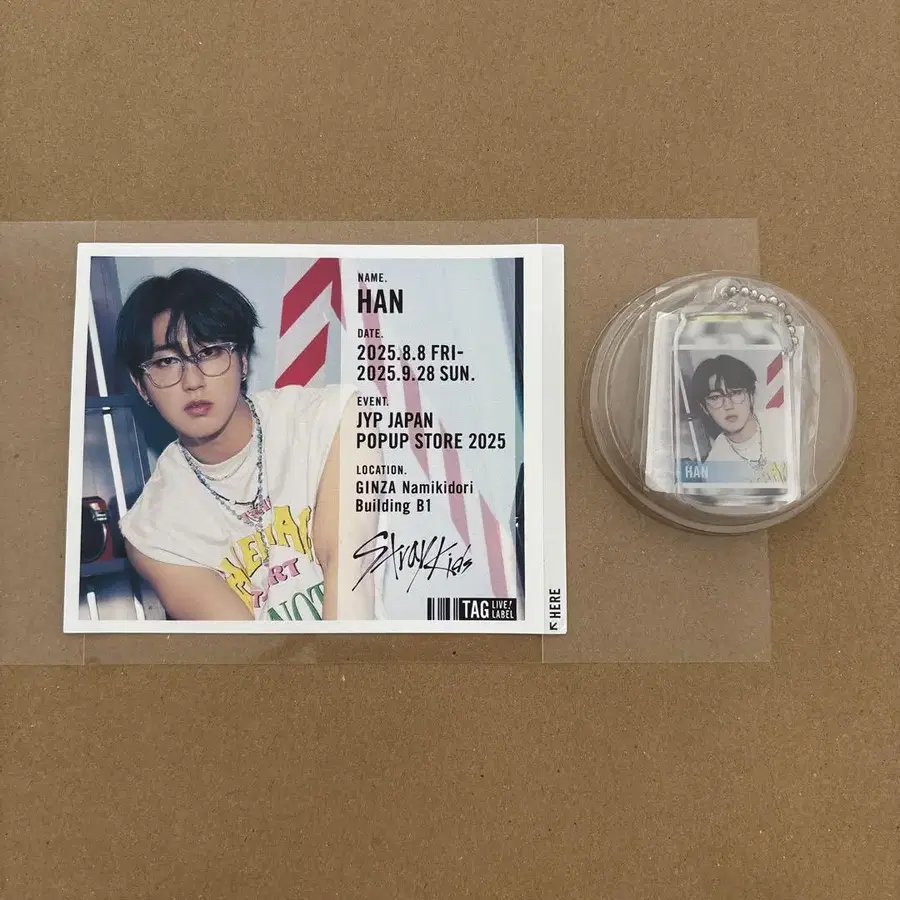 NAME.
HAN
DATE.
2025.8.8 FRI-
2025.9.28 SUN.
EVENT.
JYP JAPAN
POPUP STORE 2025
LOCATION.
GINZA Namikidori
Building B1
Stray Kids
TAG LIVE! LABEL
↖HERE
HAN